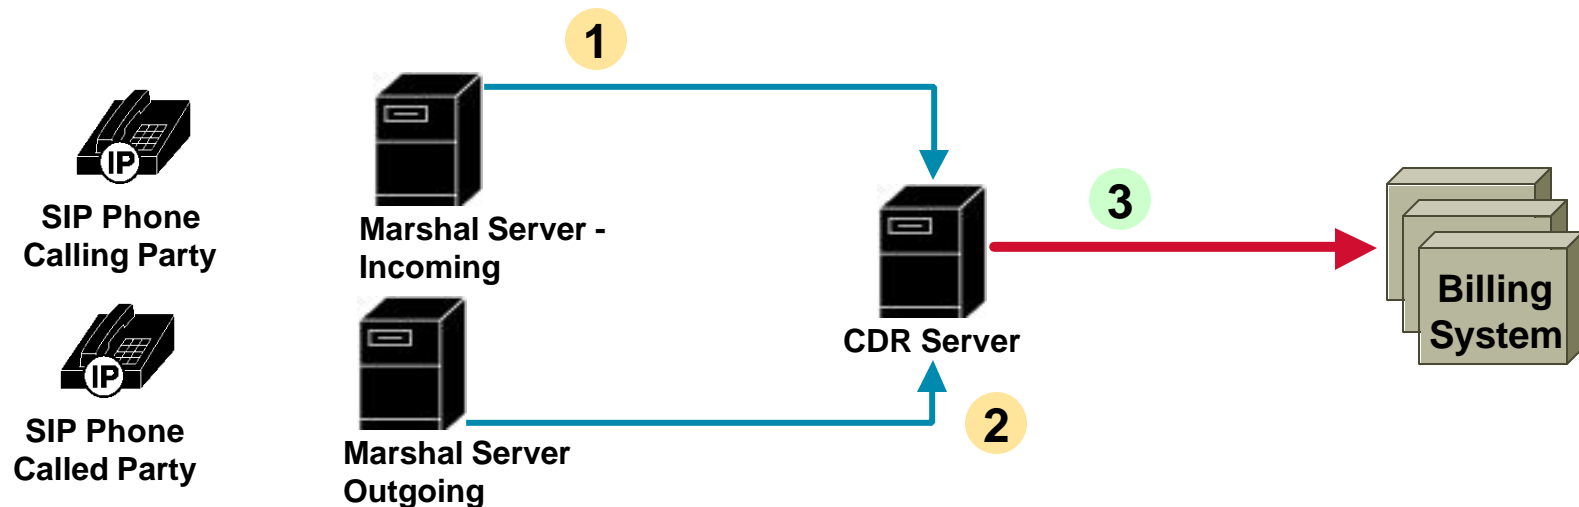 1
IP
SIP Phone
Calling Party
Marshal Server -
Incoming
3
Billing
System
CDR Server
IP
SIP Phone
Called Party
2
Marshal Server
Outgoing